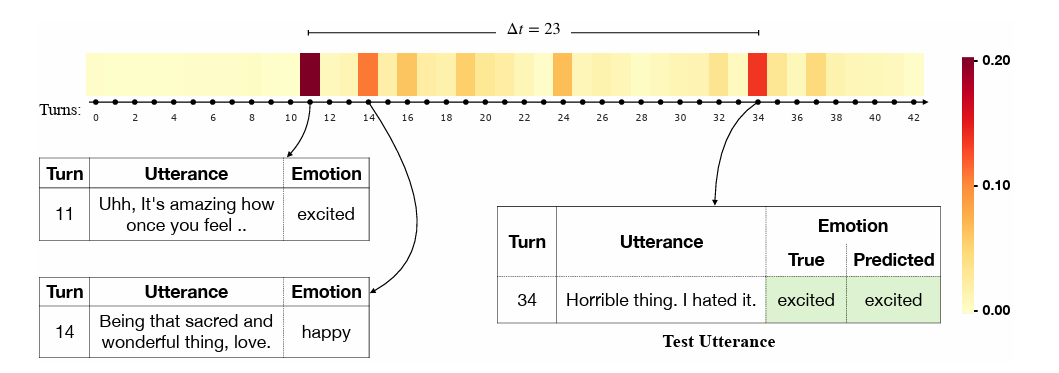 Δt = 23
0.20
Turns:
0 2 4 6 8 10 12 14 16 18 20 22 24 26 28 30 32 34 36 38 40 42
0.10
0.00
Turn Utterance Emotion
11 Uhh, It's amazing how
once you feel .. excited
Turn Utterance Emotion
14 Being that sacred and
wonderful thing, love. happy
Turn Utterance Emotion
True Predicted
34 Horrible thing. I hated it. excited excited
Test Utterance